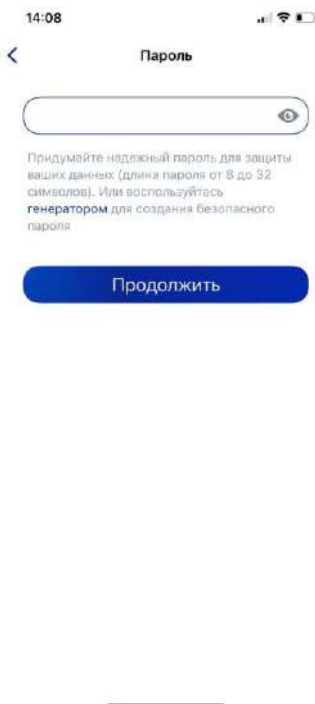 14:08
Пароль
Придумайте надежный пароль для защиты
ваших данных (длина пароля от 8 до 32
символов). Или воспользуйтесь
генератором для создания безопасного
пароля
Продолжить